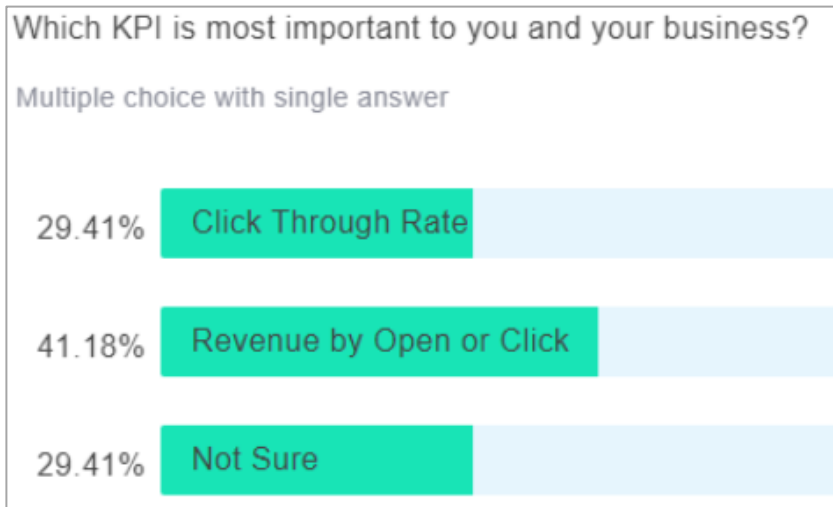 Which KPI is most important to you and your business?
Multiple choice with single answer
29.41% Click Through Rate
41.18% Revenue by Open or Click
29.41% Not Sure